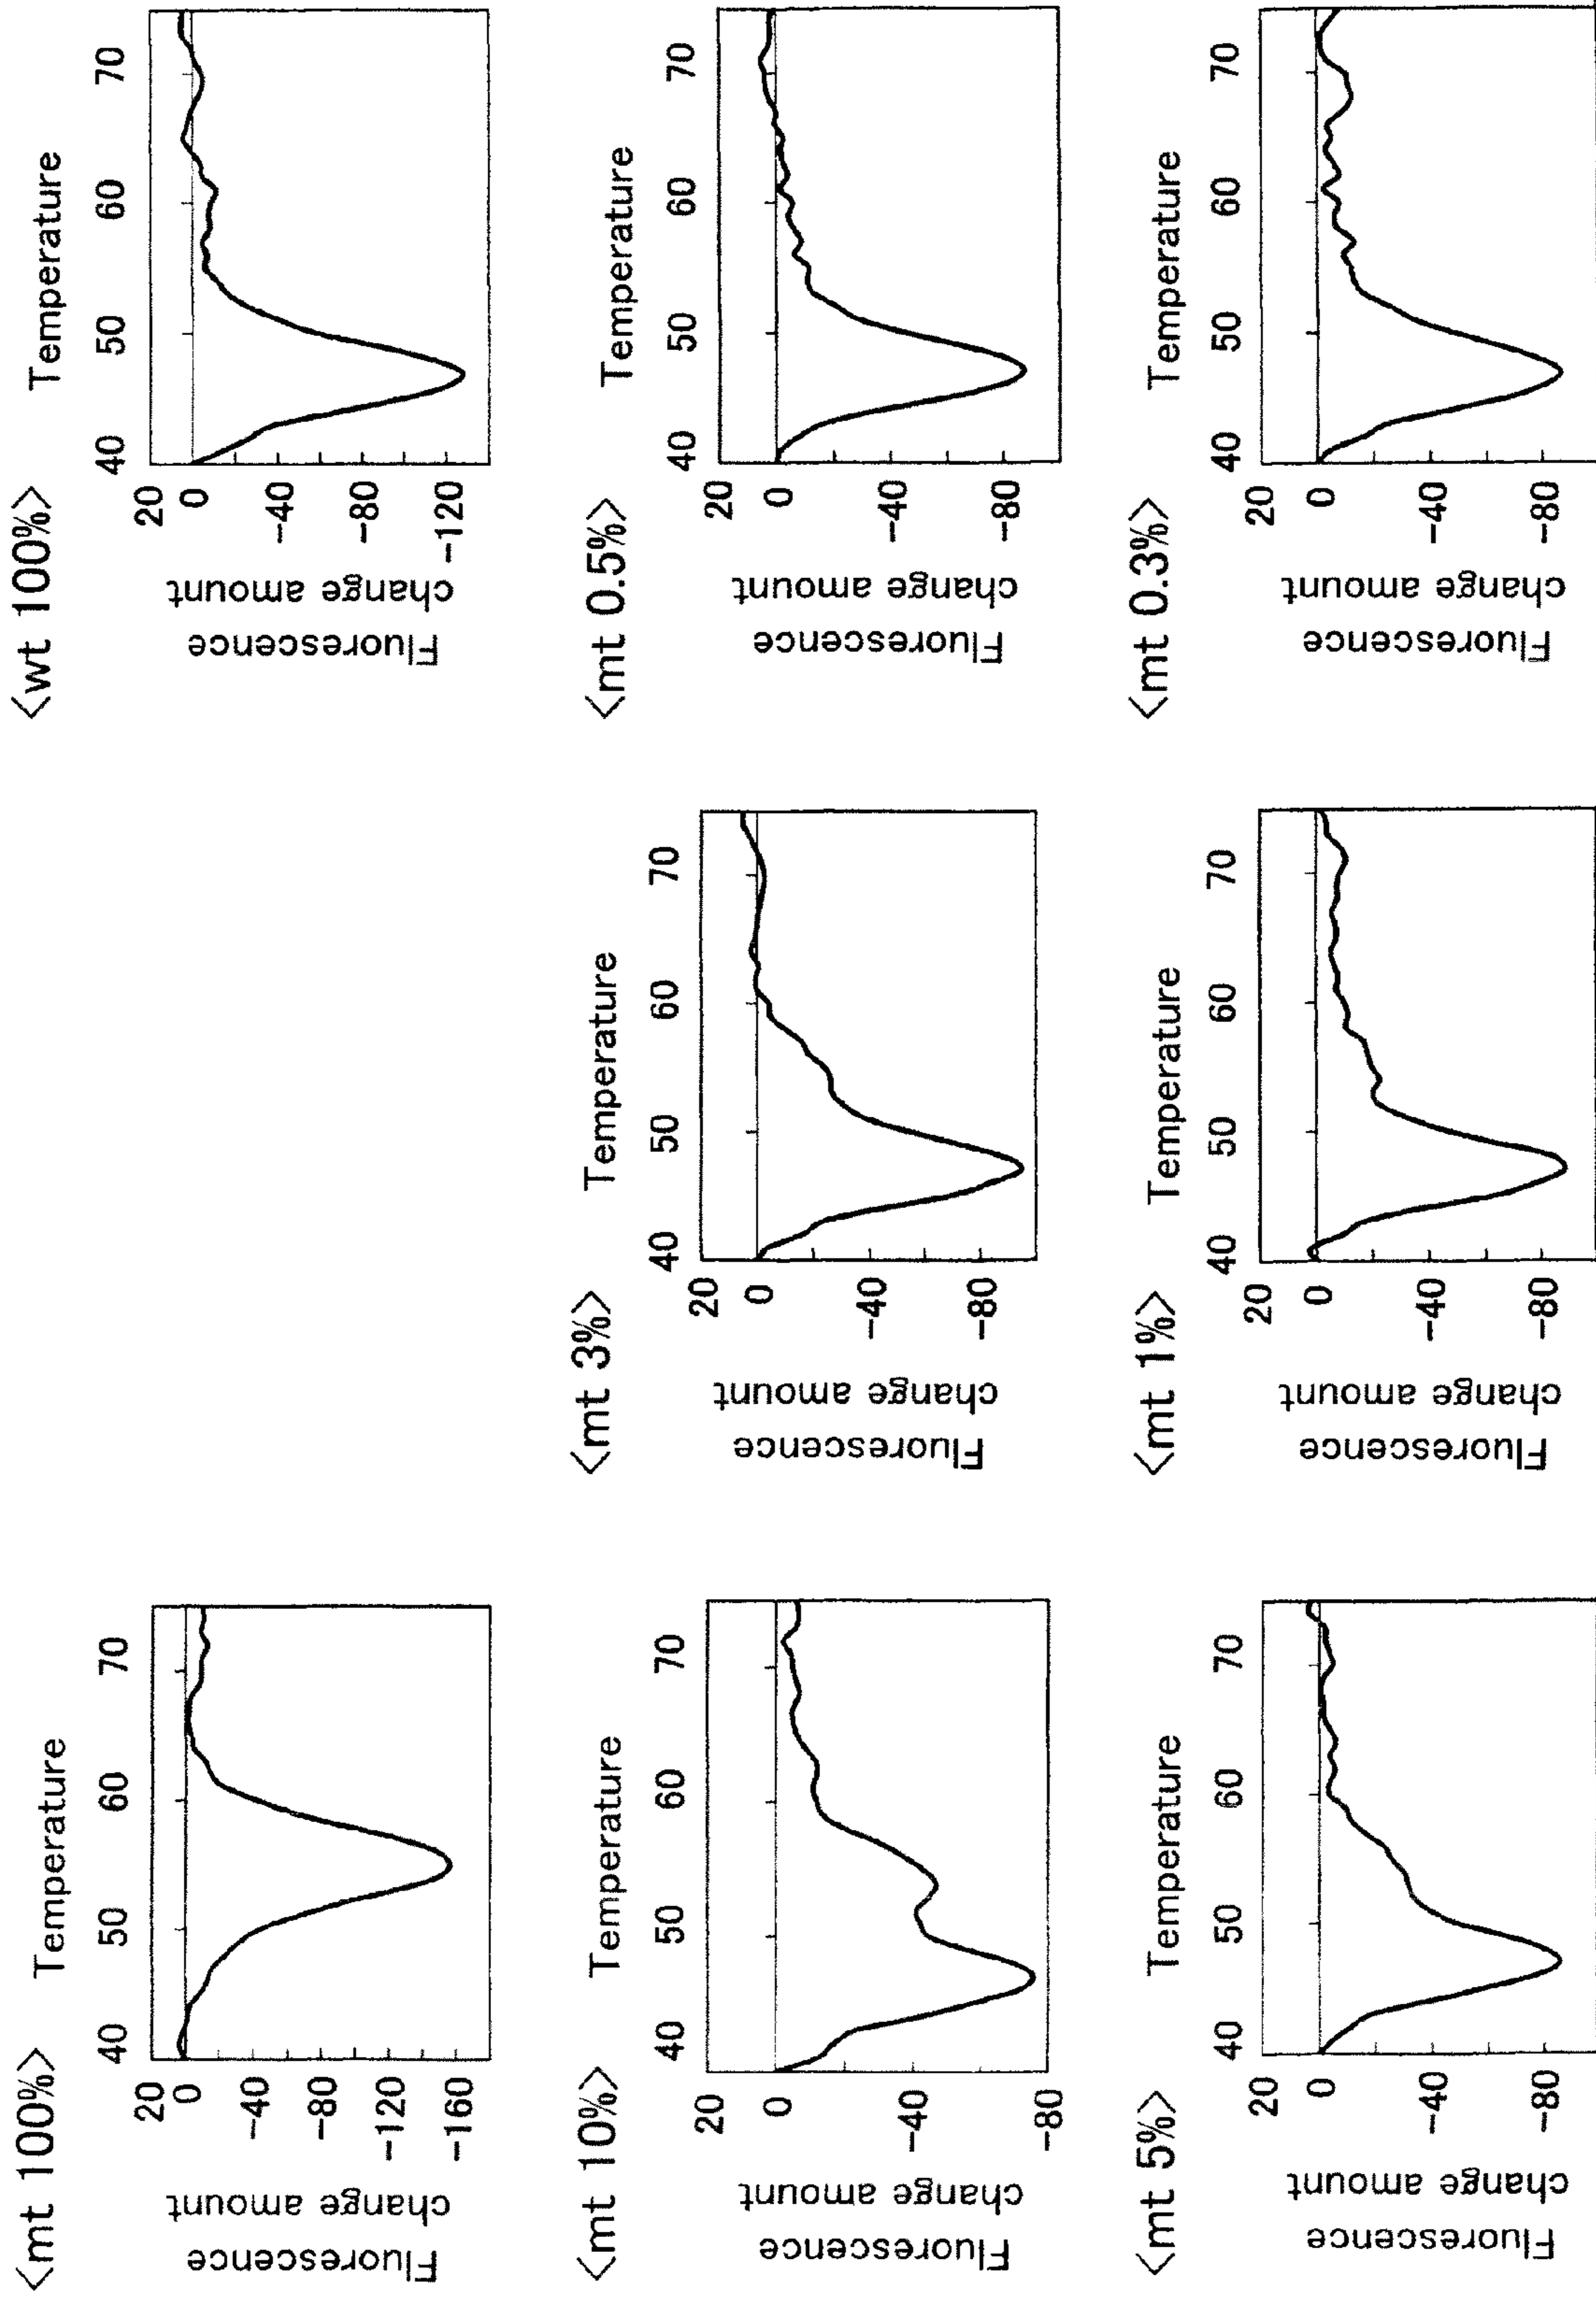 <mt 100%>
Temperature
40 50 60 70
20
0
-40
-80
-120
-160
Fluorescence
change amount
<wt 100%>
Temperature
40 50 60 70
20
0
-40
-80
-120
Fluorescence
change amount
<mt 10%>
Temperature
40 50 60 70
20
0
-40
-80
Fluorescence
change amount
<mt 3%>
Temperature
40 50 60 70
20
0
-40
-80
Fluorescence
change amount
<mt 0.5%>
Temperature
40 50 60 70
20
0
-40
-80
Fluorescence
change amount
<mt 5%>
Temperature
40 50 60 70
20
0
-40
-80
Fluorescence
change amount
<mt 1%>
Temperature
40 50 60 70
20
0
-40
-80
Fluorescence
change amount
<mt 0.3%>
Temperature
40 50 60 70
20
0
-40
-80
Fluorescence
change amount